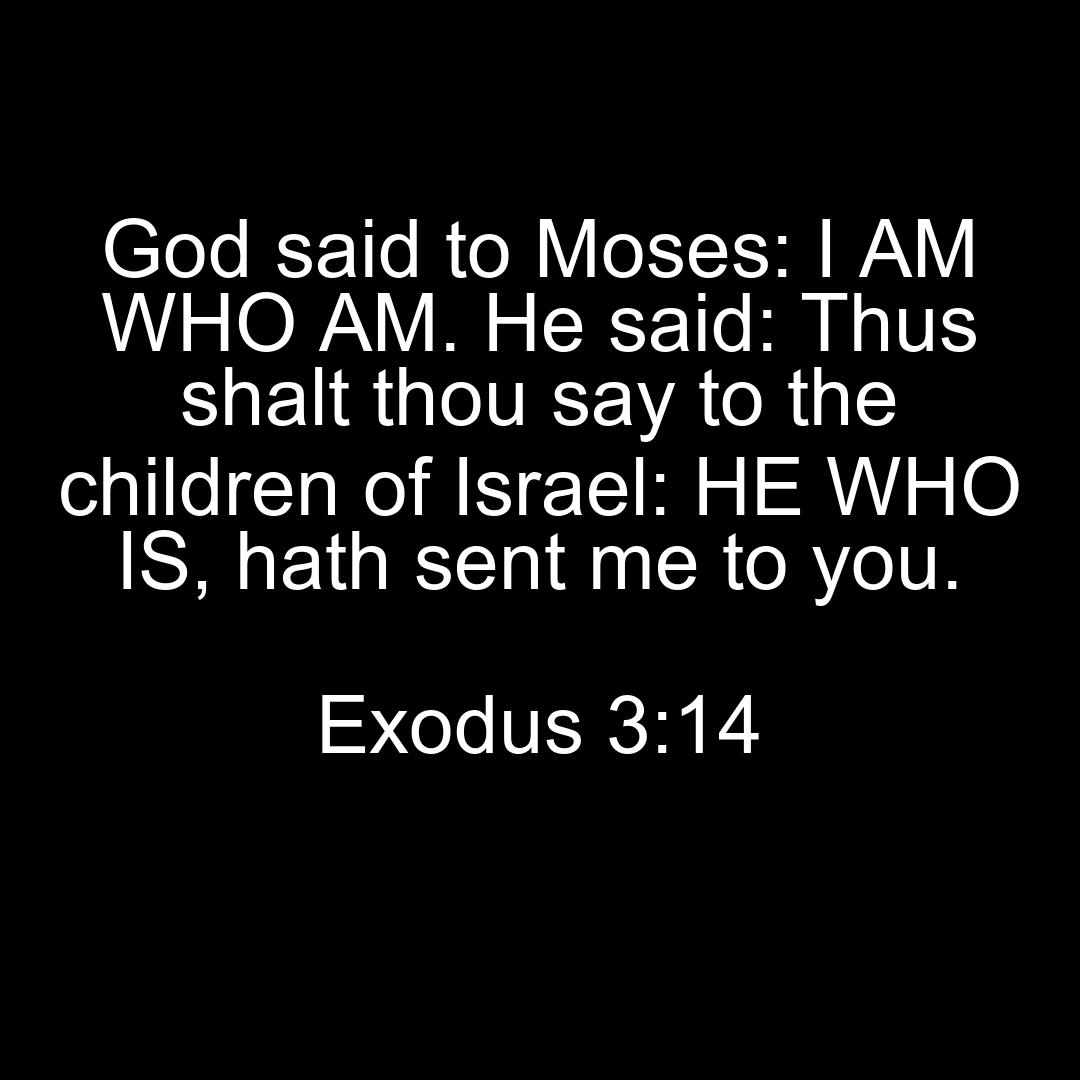 God said to Moses: I AM
WHO AM. He said: Thus
shalt thou say to the
children of Israel: HE WHO
IS, hath sent me to you.
Exodus 3:14